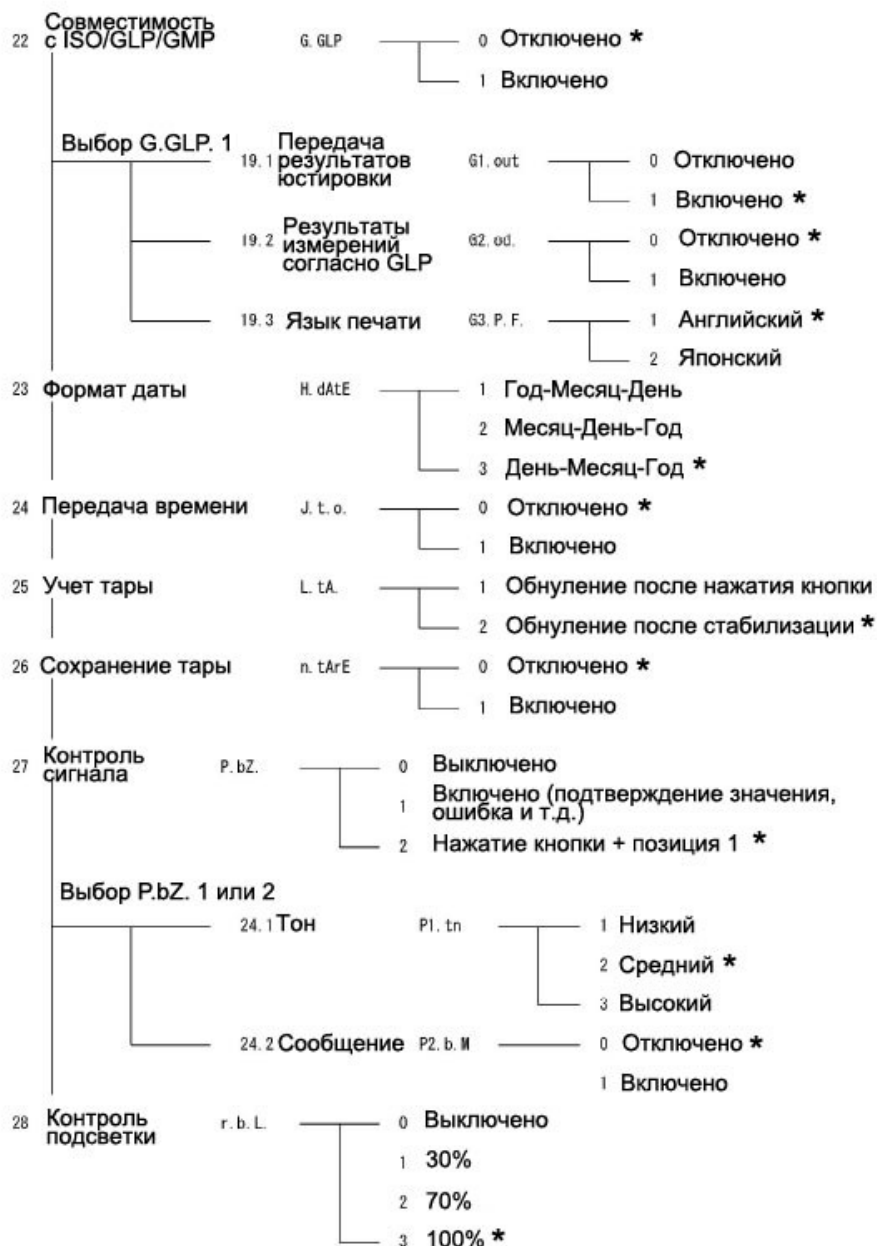 22 Совместимость
с ISO/GLP/GMP G. GLP 0 Отключено *
1 Включено
Выбор G.GLP. 1
19.1 Передача
результатов
юстировки G1. out 0 Отключено
1 Включено *
19.2 Результаты
измерений
согласно GLP G2. od. 0 Отключено *
1 Включено
19.3 Язык печати G3. P. F. 1 Английский *
2 Японский
23 Формат даты H. dAtE 1 Год-Месяц-День
2 Месяц-День-Год
3 День-Месяц-Год *
24 Передача времени J. t. o. 0 Отключено *
1 Включено
25 Учет тары L. tA. 1 Обнуление после нажатия кнопки
2 Обнуление после стабилизации *
26 Сохранение тары n. tArE 0 Отключено *
1 Включено
27 Контроль
сигнала P. bZ. 0 Выключено
1 Включено (подтверждение значения,
ошибка и т.д.)
2 Нажатие кнопки + позиция 1 *
Выбор P.bZ. 1 или 2
24.1 Тон P1. tn 1 Низкий
2 Средний *
3 Высокий
24.2 Сообщение P2. b. M 0 Отключено *
1 Включено
28 Контроль
подсветки r. b. L. 0 Выключено
1 30%
2 70%
3 100% *